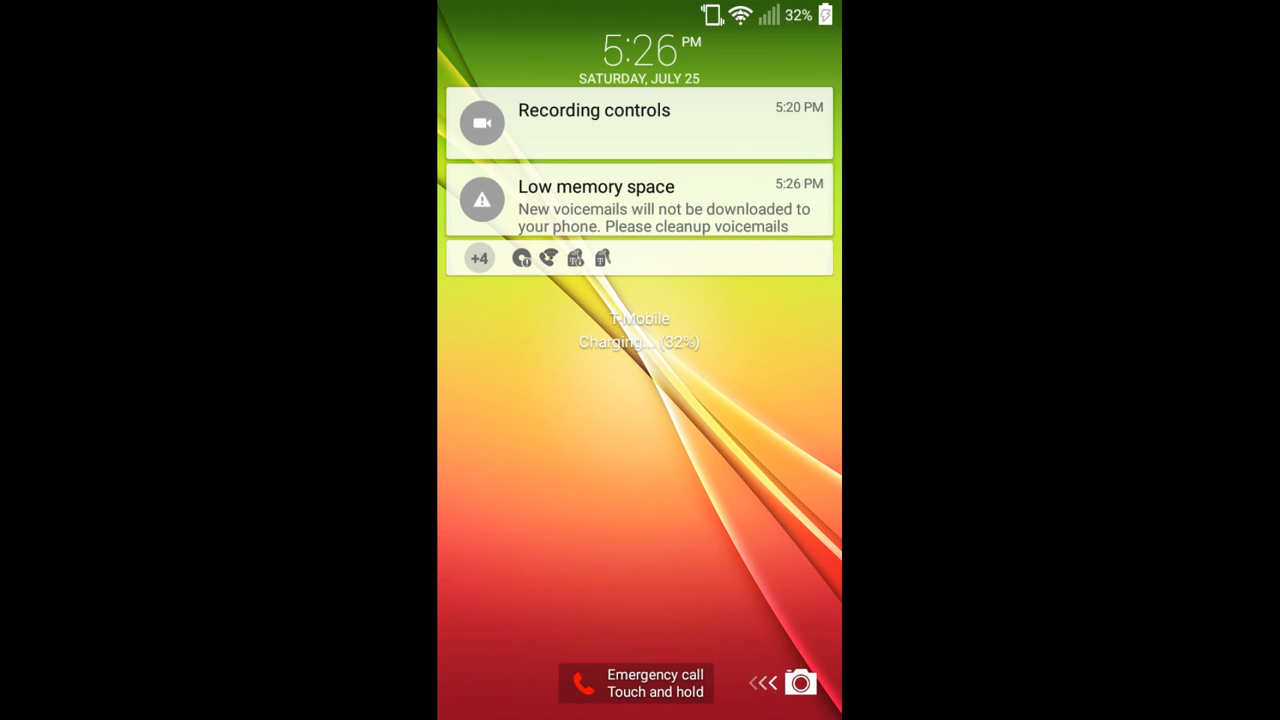 32%
5:26 PM
SATURDAY, JULY 25
Recording controls 5:20 PM
Low memory space 5:26 PM
New voicemails will not be downloaded to
your phone. Please cleanup voicemails
+4
T-Mobile
Charging... (32%)
Emergency call
Touch and hold